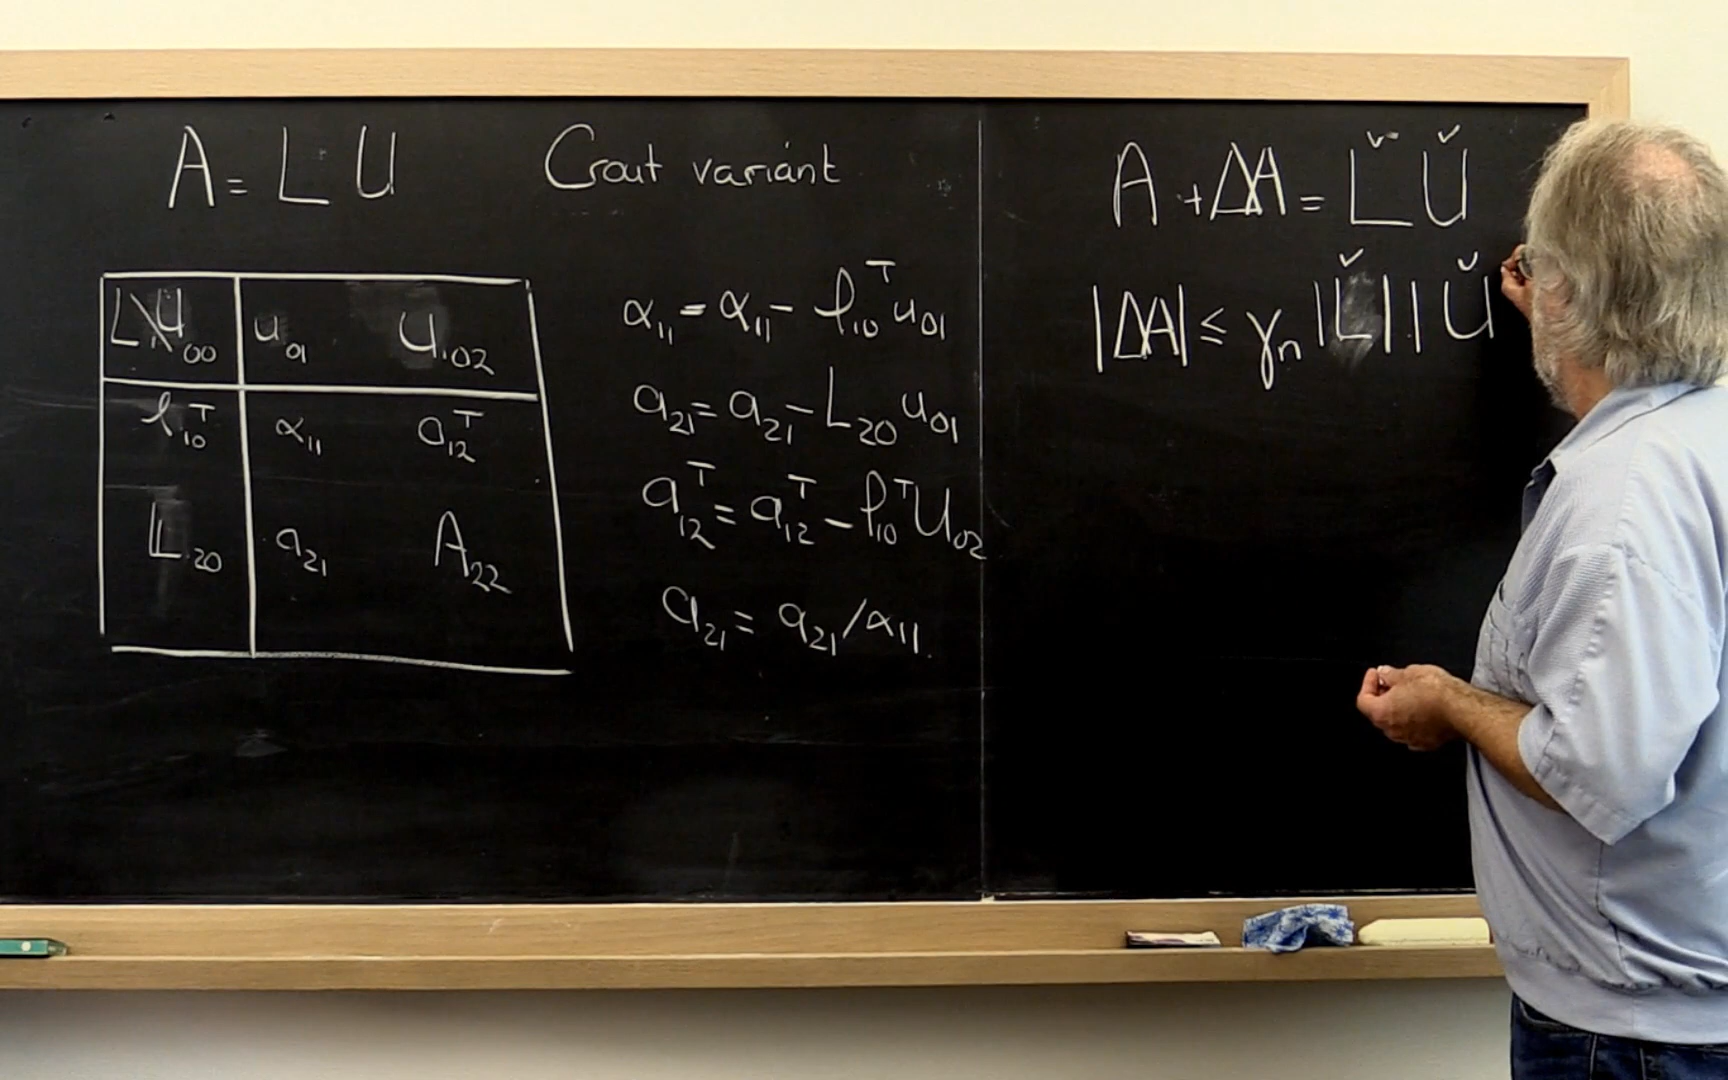 A = L U
Crout variant
L\U₀₀ u₀₁ U₀₂
l₁₀ᵀ α₁₁ a₁₂ᵀ
L₂₀ a₂₁ A₂₂
α₁₁ = α₁₁ - l₁₀ᵀ u₀₁
a₂₁ = a₂₁ - L₂₀ u₀₁
a₁₂ᵀ = a₁₂ᵀ - l₁₀ᵀ U₀₂
a₂₁ = a₂₁ / α₁₁
A + ΔA = Ľ Ǔ
|ΔA| ≤ γₙ |Ľ| | Ǔ